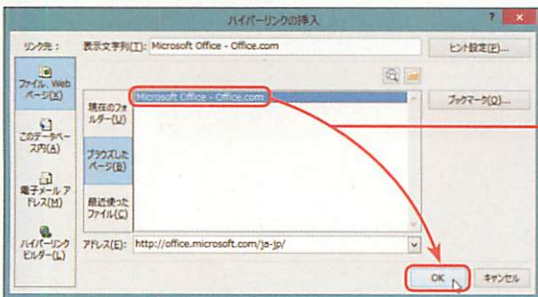 ハイパーリンクの挿入
リンク先：
表示文字列(T): Microsoft Office - Office.com
ヒント設定(P)...
ファイル、Web
ページ(X)
このデータベー
ス内(A)
電子メール ア
ドレス(M)
ハイパーリンク
ビルダー(L)
現在のフォ
ルダー(U)
ブラウズした
ページ(B)
最近使った
ファイル(C)
Microsoft Office - Office.com
ブックマーク(O)...
アドレス(E): http://office.microsoft.com/ja-jp/
OK
キャンセル